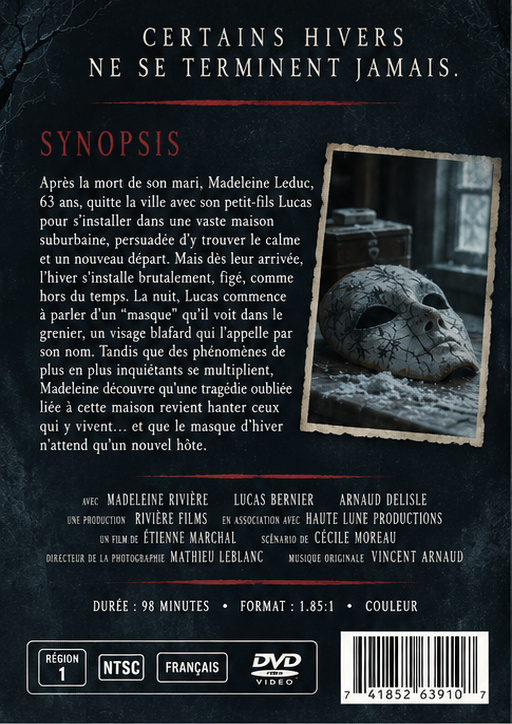 CERTAINS HIVERS
NE SE TERMINENT JAMAIS.
SYNOPSIS
Après la mort de son mari, Madeleine Leduc,
63 ans, quitte la ville avec son petit-fils Lucas
pour s'installer dans une vaste maison
suburbaine, persuadée d'y trouver le calme
et un nouveau départ. Mais dès leur arrivée,
l'hiver s'installe brutalement, figé, comme
hors du temps. La nuit, Lucas commence
à parler d'un “masque” qu'il voit dans le
grenier, un visage blafard qui l'appelle par
son nom. Tandis que des phénomènes de
plus en plus inquiétants se multiplient,
Madeleine découvre qu'une tragédie oubliée
liée à cette maison revient hanter ceux
qui y vivent… et que le masque d'hiver
n'attend qu'un nouvel hôte.
AVEC MADELEINE RIVIÈRE LUCAS BERNIER ARNAUD DELISLE
UNE PRODUCTION RIVIÈRE FILMS EN ASSOCIATION AVEC HAUTE LUNE PRODUCTIONS
UN FILM DE ÉTIENNE MARCHAL SCÉNARIO DE CÉCILE MOREAU
DIRECTEUR DE LA PHOTOGRAPHIE MATHIEU LEBLANC MUSIQUE ORIGINALE VINCENT ARNAUD
DURÉE : 98 MINUTES • FORMAT : 1.85:1 • COULEUR
RÉGION
1
NTSC
FRANÇAIS
DVD
VIDEO
7 41852 63910 7